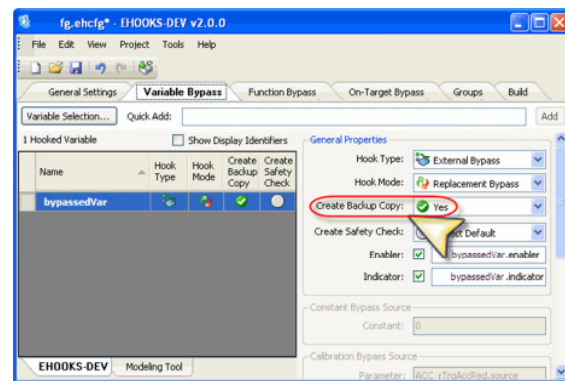 fg.ehcfg* - EHOOKS-DEV v2.0.0
File Edit View Project Tools Help
General Settings Variable Bypass Function Bypass On-Target Bypass Groups Build
Variable Selection... Quick Add: Add
1 Hooked Variable Show Display Identifiers
Name Hook Type Hook Mode Create Backup Copy Create Safety Check
bypassedVar
General Properties
Hook Type: External Bypass
Hook Mode: Replacement Bypass
Create Backup Copy: Yes
Create Safety Check: Default
Enabler: bypassedVar.enabler
Indicator: bypassedVar.indicator
Constant Bypass Source
Constant: 0
Calibration Bypass Source
Parameter: ACC_rTrqAccRed.source
EHOOKS-DEV Modeling Tool